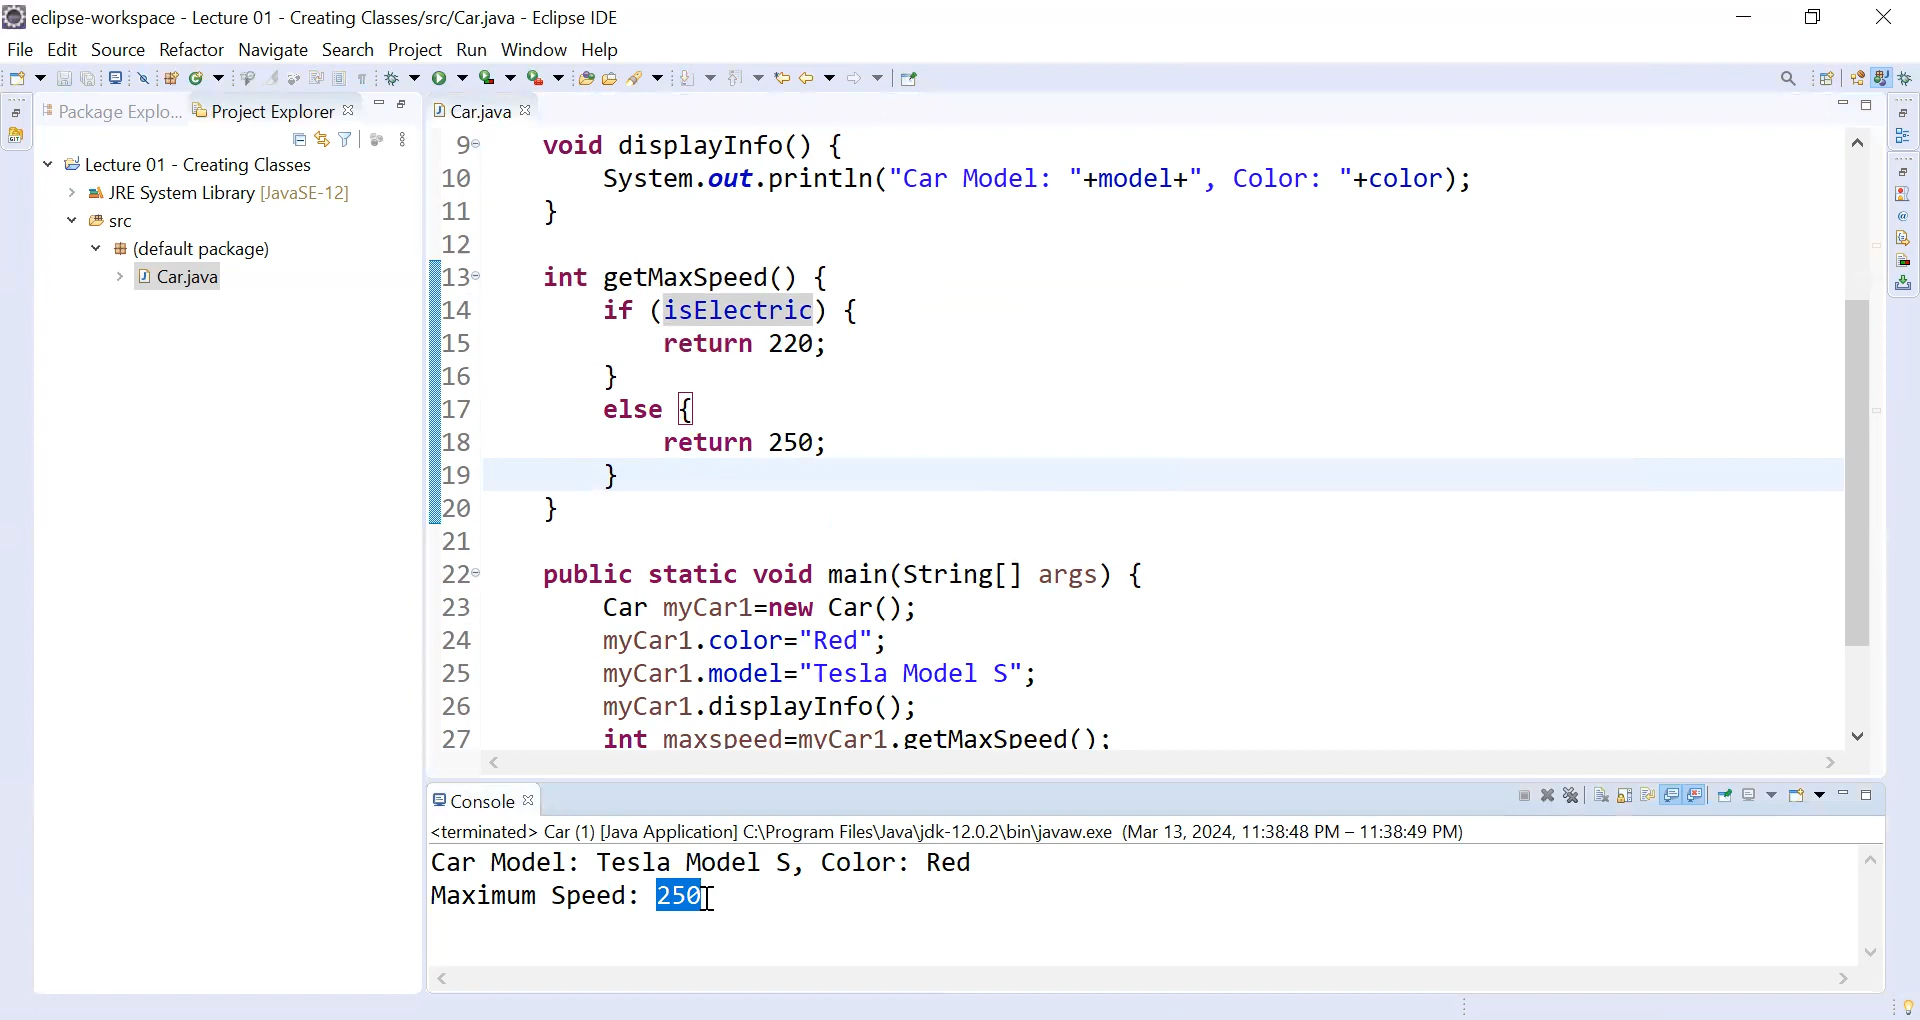 eclipse-workspace - Lecture 01 - Creating Classes/src/Car.java - Eclipse IDE
File Edit Source Refactor Navigate Search Project Run Window Help
Package Explo... Project Explorer
Car.java
Lecture 01 - Creating Classes
JRE System Library [JavaSE-12]
src
(default package)
Car.java
9 void displayInfo() {
10 System.out.println("Car Model: "+model+", Color: "+color);
11 }
12
13 int getMaxSpeed() {
14 if (isElectric) {
15 return 220;
16 }
17 else {
18 return 250;
19 }
20 }
21
22 public static void main(String[] args) {
23 Car myCar1=new Car();
24 myCar1.color="Red";
25 myCar1.model="Tesla Model S";
26 myCar1.displayInfo();
27 int maxspeed=myCar1.getMaxSpeed();
Console
<terminated> Car (1) [Java Application] C:\Program Files\Java\jdk-12.0.2\bin\javaw.exe (Mar 13, 2024, 11:38:48 PM – 11:38:49 PM)
Car Model: Tesla Model S, Color: Red
Maximum Speed: 250